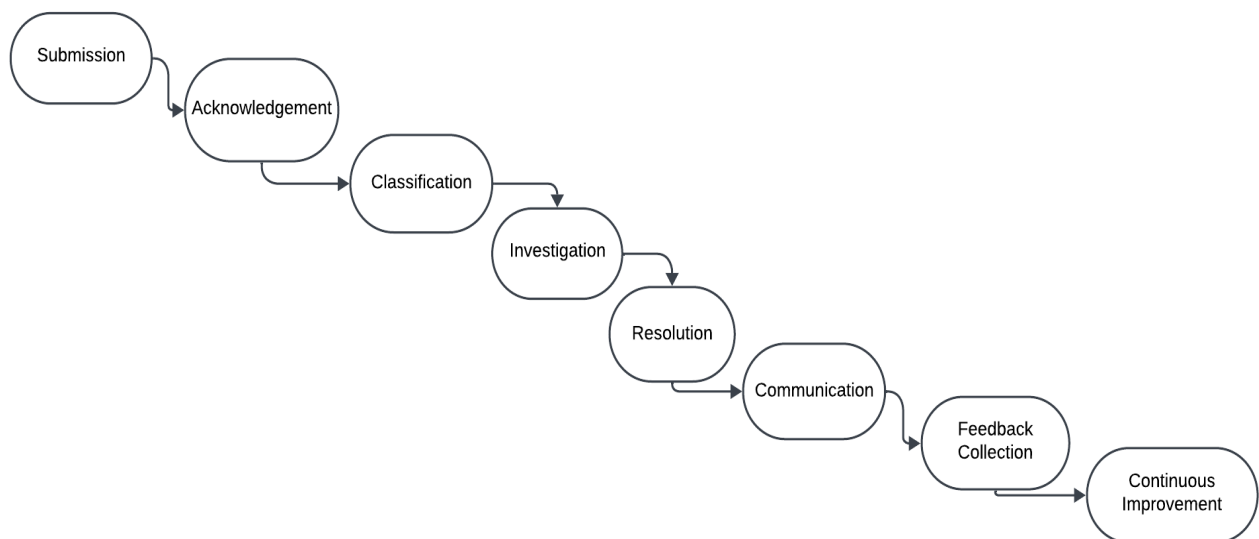 Submission
Acknowledgement
Classification
Investigation
Resolution
Communication
Feedback
Collection
Continuous
Improvement